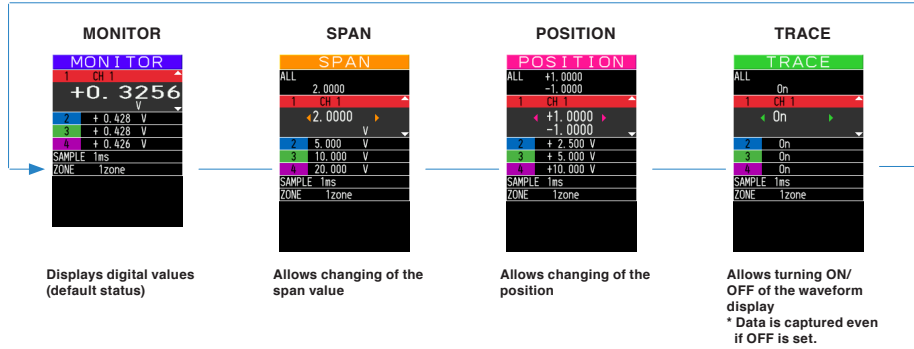 MONITOR
MONITOR
1 CH 1
+0. 3256
V
2 + 0.428 V
3 + 0.428 V
4 + 0.426 V
SAMPLE 1ms
ZONE 1zone
Displays digital values
(default status)
SPAN
SPAN
ALL
2.0000
1 CH 1
2.0000
V
2 5.000 V
3 10.000 V
4 20.000 V
SAMPLE 1ms
ZONE 1zone
Allows changing of the
span value
POSITION
POSITION
ALL +1.0000
-1.0000
1 CH 1
+1.0000
-1.0000
2 + 2.500 V
3 + 5.000 V
4 +10.000 V
SAMPLE 1ms
ZONE 1zone
Allows changing of the
position
TRACE
TRACE
ALL
On
1 CH 1
On
2 On
3 On
4 On
SAMPLE 1ms
ZONE 1zone
Allows turning ON/
OFF of the waveform
display
* Data is captured even
if OFF is set.